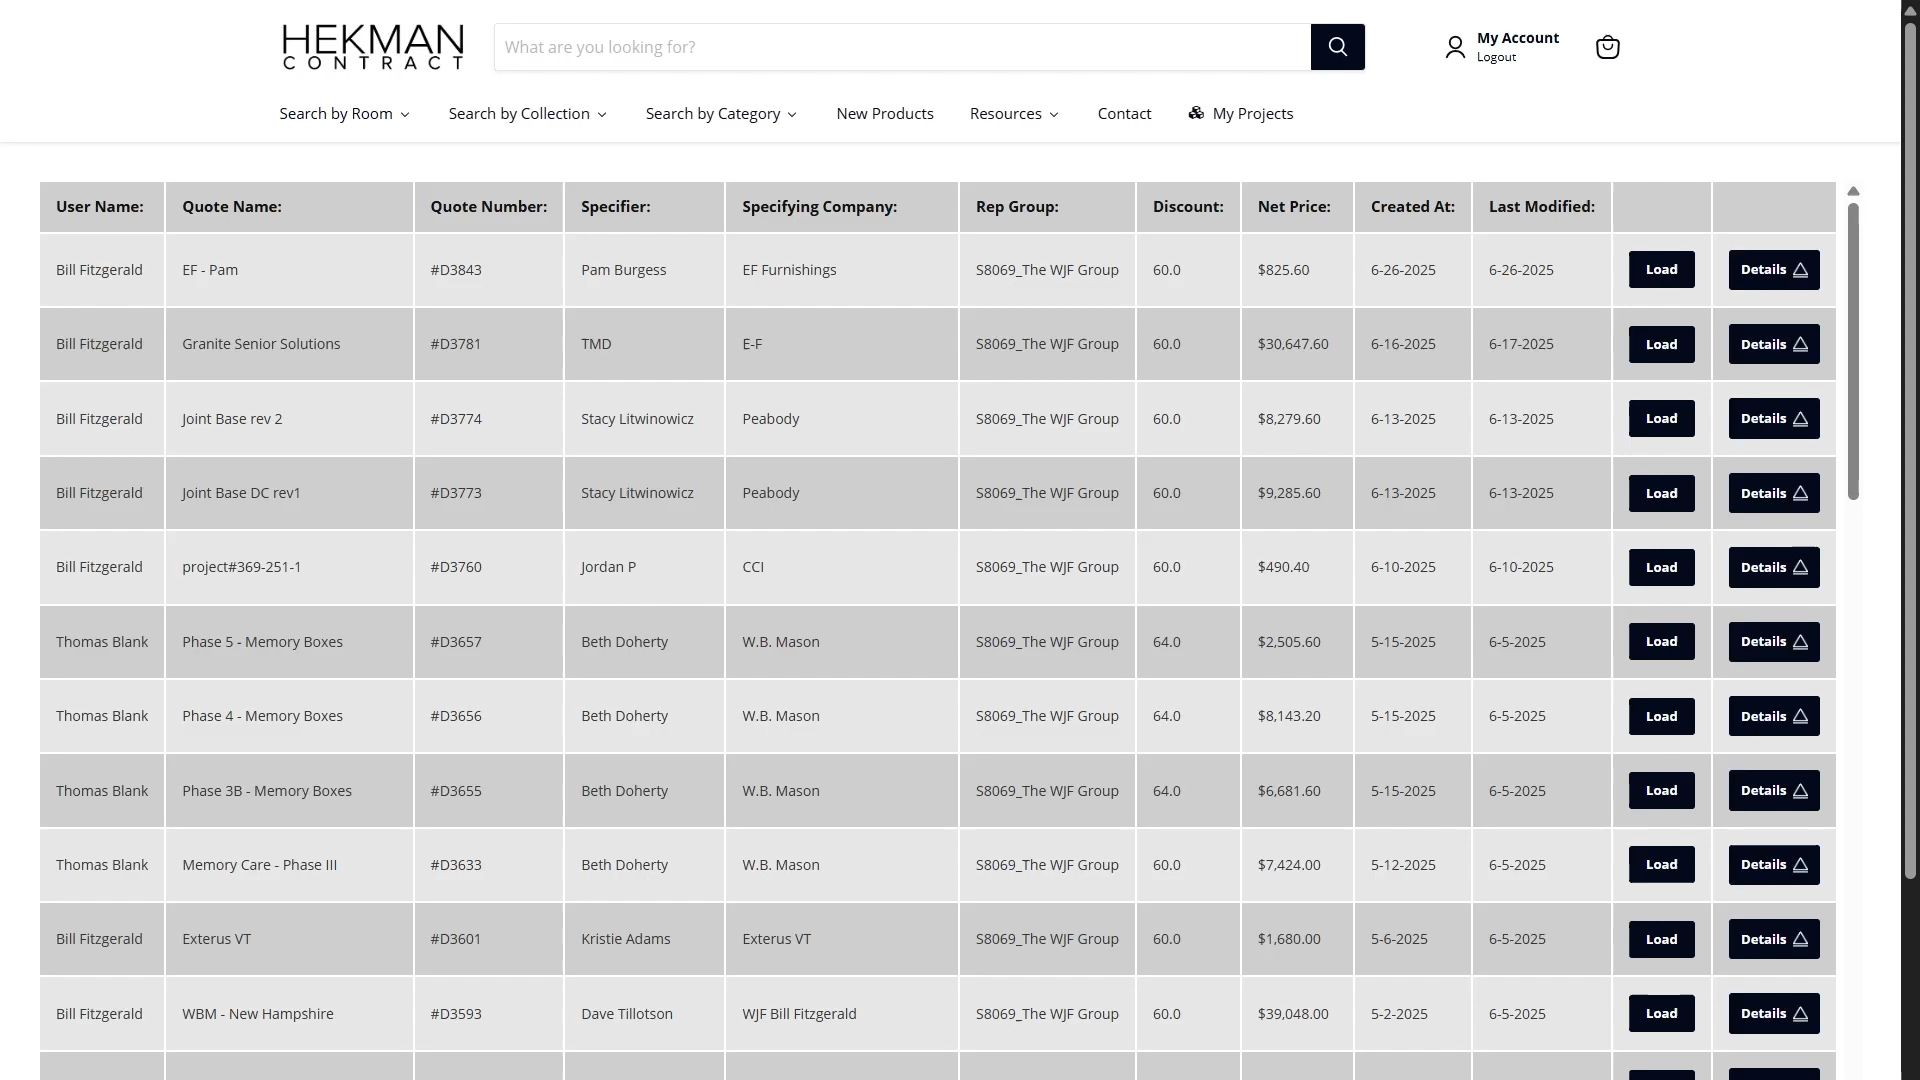 HEKMAN
CONTRACT
What are you looking for?
My Account
Logout
Search by Room
Search by Collection
Search by Category
New Products
Resources
Contact
My Projects
User Name: Quote Name: Quote Number: Specifier: Specifying Company: Rep Group: Discount: Net Price: Created At: Last Modified:
Bill Fitzgerald EF - Pam #D3843 Pam Burgess EF Furnishings S8069_The WJF Group 60.0 $825.60 6-26-2025 6-26-2025 Load Details
Bill Fitzgerald Granite Senior Solutions #D3781 TMD E-F S8069_The WJF Group 60.0 $30,647.60 6-16-2025 6-17-2025 Load Details
Bill Fitzgerald Joint Base rev 2 #D3774 Stacy Litwinowicz Peabody S8069_The WJF Group 60.0 $8,279.60 6-13-2025 6-13-2025 Load Details
Bill Fitzgerald Joint Base DC rev1 #D3773 Stacy Litwinowicz Peabody S8069_The WJF Group 60.0 $9,285.60 6-13-2025 6-13-2025 Load Details
Bill Fitzgerald project#369-251-1 #D3760 Jordan P CCI S8069_The WJF Group 60.0 $490.40 6-10-2025 6-10-2025 Load Details
Thomas Blank Phase 5 - Memory Boxes #D3657 Beth Doherty W.B. Mason S8069_The WJF Group 64.0 $2,505.60 5-15-2025 6-5-2025 Load Details
Thomas Blank Phase 4 - Memory Boxes #D3656 Beth Doherty W.B. Mason S8069_The WJF Group 64.0 $8,143.20 5-15-2025 6-5-2025 Load Details
Thomas Blank Phase 3B - Memory Boxes #D3655 Beth Doherty W.B. Mason S8069_The WJF Group 64.0 $6,681.60 5-15-2025 6-5-2025 Load Details
Thomas Blank Memory Care - Phase III #D3633 Beth Doherty W.B. Mason S8069_The WJF Group 60.0 $7,424.00 5-12-2025 6-5-2025 Load Details
Bill Fitzgerald Exterus VT #D3601 Kristie Adams Exterus VT S8069_The WJF Group 60.0 $1,680.00 5-6-2025 6-5-2025 Load Details
Bill Fitzgerald WBM - New Hampshire #D3593 Dave Tillotson WJF Bill Fitzgerald S8069_The WJF Group 60.0 $39,048.00 5-2-2025 6-5-2025 Load Details